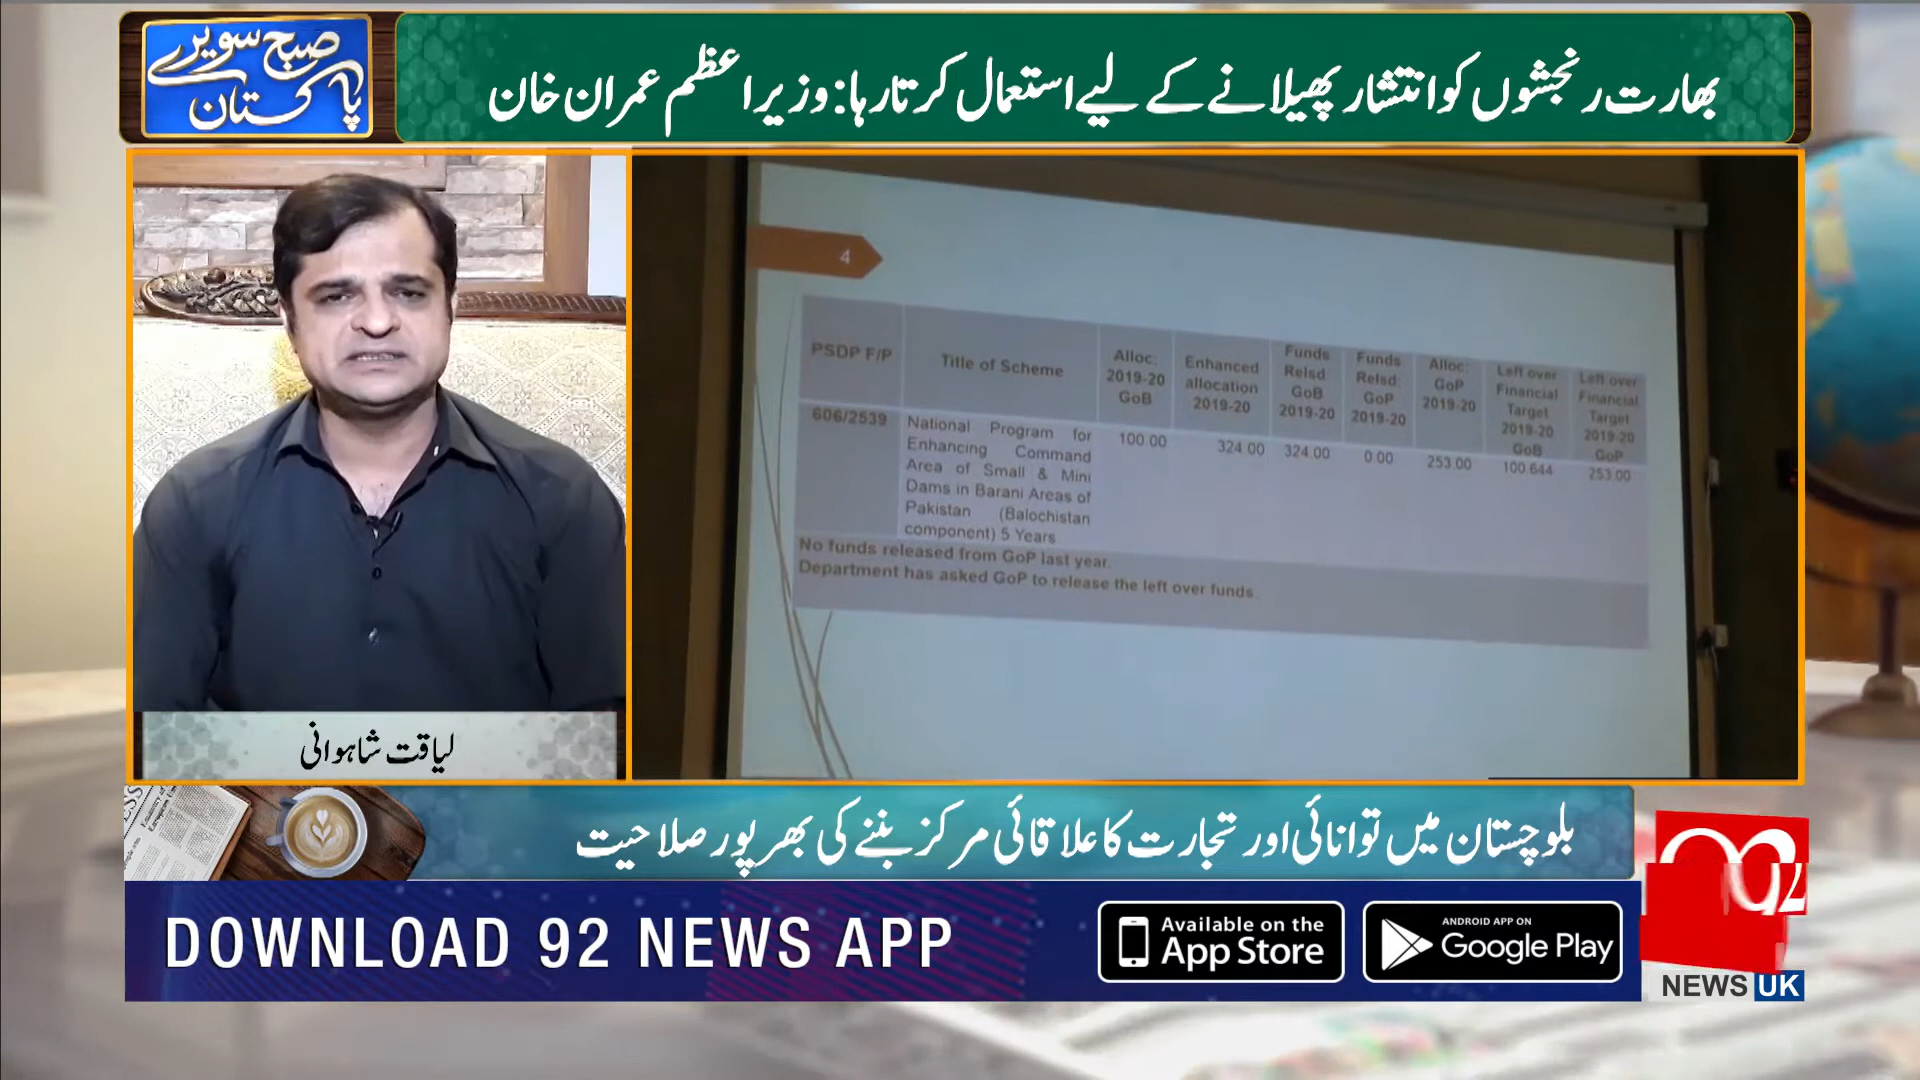 صبح سویرے
پاکستان
بھارت رنجشوں کو انتشار پھیلانے کے لیے استعمال کرتا رہا: وزیراعظم عمران خان
4
PSDP F/P
Title of Scheme
Alloc: 2019-20 GoB
Enhanced allocation 2019-20
Funds Relsd: GoB 2019-20
Funds Relsd: GoP 2019-20
Alloc: GoP 2019-20
Left over Financial Target 2019-20 GoB
Left over Financial Target 2019-20 GoP
606/2539
National Program for
Enhancing Command
Area of Small & Mini
Dams in Barani Areas of
Pakistan (Balochistan
component) 5 Years
100.00
324.00
324.00
0.00
253.00
100.644
253.00
No funds released from GoP last year.
Department has asked GoP to release the left over funds.
لیاقت شاہوانی
بلوچستان میں توانائی اور تجارت کا علاقائی مرکز بننے کی بھرپور صلاحیت
DOWNLOAD 92 NEWS APP
Available on the
App Store
ANDROID APP ON
Google Play
92
NEWS UK